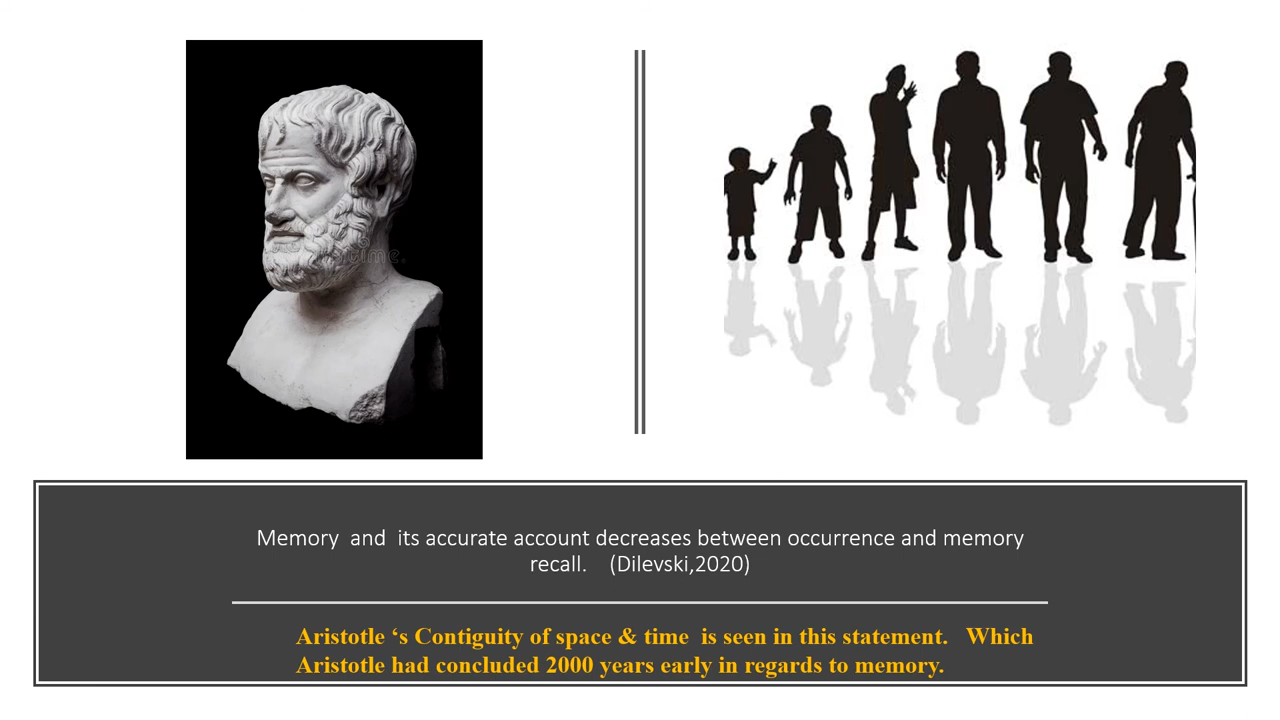 Memory and its accurate account decreases between occurrence and memory
recall. (Dilevski,2020)
Aristotle ‘s Contiguity of space & time is seen in this statement. Which
Aristotle had concluded 2000 years early in regards to memory.